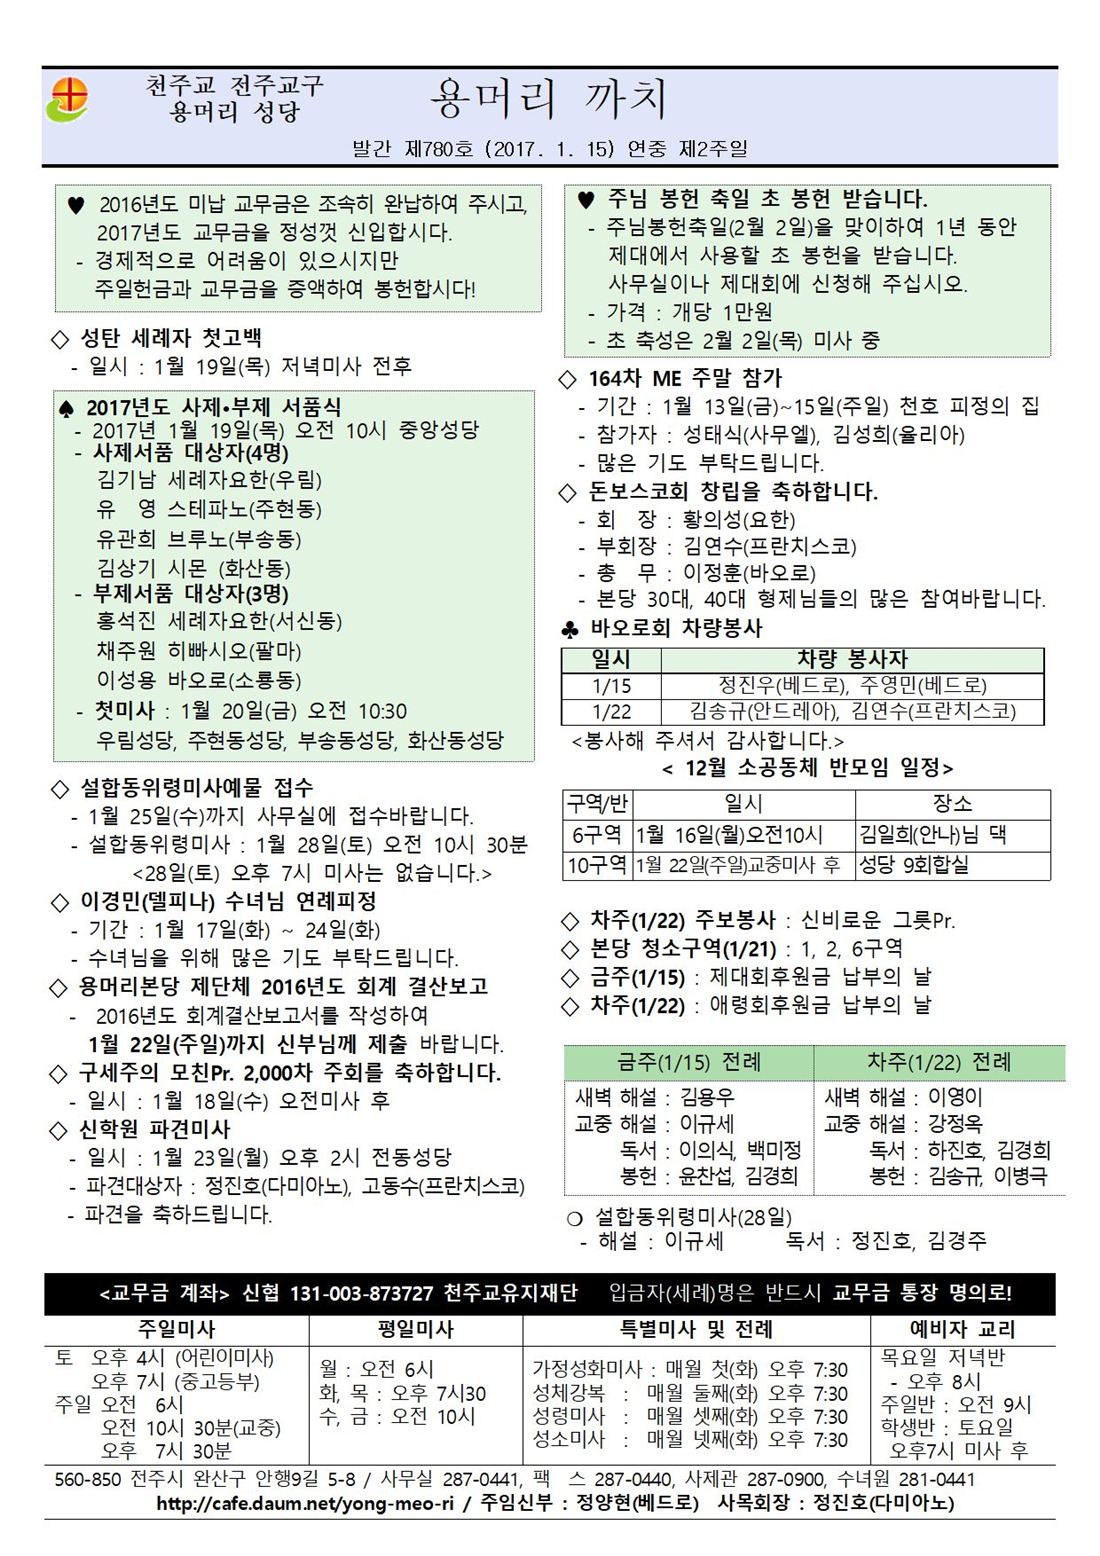 천주교 전주교구
용머리 성당
용머리 까치
발간 제780호 (2017. 1. 15) 연중 제2주일
♥ 2016년도 미납 교무금은 조속히 완납하여 주시고,
2017년도 교무금을 정성껏 신입합시다.
- 경제적으로 어려움이 있으시지만
주일헌금과 교무금을 증액하여 봉헌합시다!
◇ 성탄 세례자 첫고백
- 일시 : 1월 19일(목) 저녁미사 전후
♠ 2017년도 사제•부제 서품식
- 2017년 1월 19일(목) 오전 10시 중앙성당
- 사제서품 대상자(4명)
김기남 세례자요한(우림)
유 영 스테파노(주현동)
유관희 브루노(부송동)
김상기 시몬 (화산동)
- 부제서품 대상자(3명)
홍석진 세례자요한(서신동)
채주원 히빠시오(팔마)
이성용 바오로(소룡동)
- 첫미사 : 1월 20일(금) 오전 10:30
우림성당, 주현동성당, 부송동성당, 화산동성당
◇ 설합동위령미사예물 접수
- 1월 25일(수)까지 사무실에 접수바랍니다.
- 설합동위령미사 : 1월 28일(토) 오전 10시 30분
<28일(토) 오후 7시 미사는 없습니다.>
◇ 이경민(델피나) 수녀님 연례피정
- 기간 : 1월 17일(화) ~ 24일(화)
- 수녀님을 위해 많은 기도 부탁드립니다.
◇ 용머리본당 제단체 2016년도 회계 결산보고
- 2016년도 회계결산보고서를 작성하여
1월 22일(주일)까지 신부님께 제출 바랍니다.
◇ 구세주의 모친Pr. 2,000차 주회를 축하합니다.
- 일시 : 1월 18일(수) 오전미사 후
◇ 신학원 파견미사
- 일시 : 1월 23일(월) 오후 2시 전동성당
- 파견대상자 : 정진호(다미아노), 고동수(프란치스코)
- 파견을 축하드립니다.
♥ 주님 봉헌 축일 초 봉헌 받습니다.
- 주님봉헌축일(2월 2일)을 맞이하여 1년 동안
제대에서 사용할 초 봉헌을 받습니다.
사무실이나 제대회에 신청해 주십시오.
- 가격 : 개당 1만원
- 초 축성은 2월 2일(목) 미사 중
◇ 164차 ME 주말 참가
- 기간 : 1월 13일(금)~15일(주일) 천호 피정의 집
- 참가자 : 성태식(사무엘), 김성희(율리아)
- 많은 기도 부탁드립니다.
◇ 돈보스코회 창립을 축하합니다.
- 회 장 : 황의성(요한)
- 부회장 : 김연수(프란치스코)
- 총 무 : 이정훈(바오로)
- 본당 30대, 40대 형제님들의 많은 참여바랍니다.
♣ 바오로회 차량봉사
일시 차량 봉사자
1/15 정진우(베드로), 주영민(베드로)
1/22 김송규(안드레아), 김연수(프란치스코)
<봉사해 주셔서 감사합니다.>
< 12월 소공동체 반모임 일정>
구역/반 일시 장소
6구역 1월 16일(월)오전10시 김일희(안나)님 댁
10구역 1월 22일(주일)교중미사 후 성당 9회합실
◇ 차주(1/22) 주보봉사 : 신비로운 그릇Pr.
◇ 본당 청소구역(1/21) : 1, 2, 6구역
◇ 금주(1/15) : 제대회후원금 납부의 날
◇ 차주(1/22) : 애령회후원금 납부의 날
금주(1/15) 전례 차주(1/22) 전례
새벽 해설 : 김용우 새벽 해설 : 이영이
교중 해설 : 이규세 교중 해설 : 강정옥
독서 : 이의식, 백미정 독서 : 하진호, 김경희
봉헌 : 윤찬섭, 김경희 봉헌 : 김송규, 이병극
❍ 설합동위령미사(28일)
- 해설 : 이규세 독서 : 정진호, 김경주
<교무금 계좌> 신협 131-003-873727 천주교유지재단 입금자(세례)명은 반드시 교무금 통장 명의로!
주일미사 평일미사 특별미사 및 전례 예비자 교리
토 오후 4시 (어린이미사)
오후 7시 (중고등부)
주일 오전 6시
오전 10시 30분(교중)
오후 7시 30분
월 : 오전 6시
화, 목 : 오후 7시30
수, 금 : 오전 10시
가정성화미사 : 매월 첫(화) 오후 7:30
성체강복 : 매월 둘째(화) 오후 7:30
성령미사 : 매월 셋째(화) 오후 7:30
성소미사 : 매월 넷째(화) 오후 7:30
목요일 저녁반
- 오후 8시
주일반 : 오전 9시
학생반 : 토요일
오후7시 미사 후
560-850 전주시 완산구 안행9길 5-8 / 사무실 287-0441, 팩 스 287-0440, 사제관 287-0900, 수녀원 281-0441
http://cafe.daum.net/yong-meo-ri / 주임신부 : 정양현(베드로) 사목회장 : 정진호(다미아노)